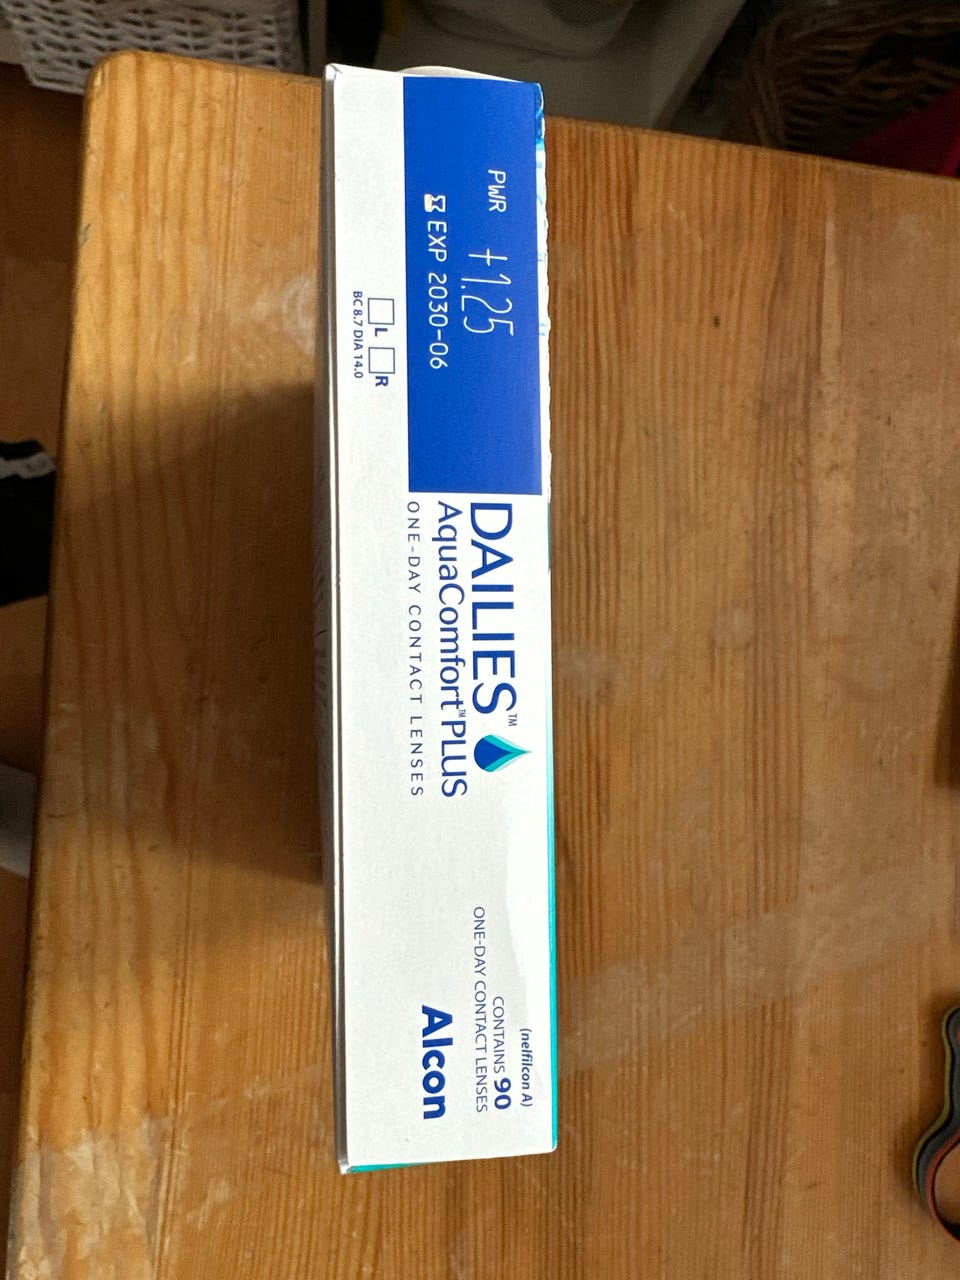 PWR +1.25
EXP 2030-06
L R
BC 8.7 DIA 14.0
DAILIES™
AquaComfort™ PLUS
ONE-DAY CONTACT LENSES
(nelfilcon A)
CONTAINS 90
ONE-DAY CONTACT LENSES
Alcon